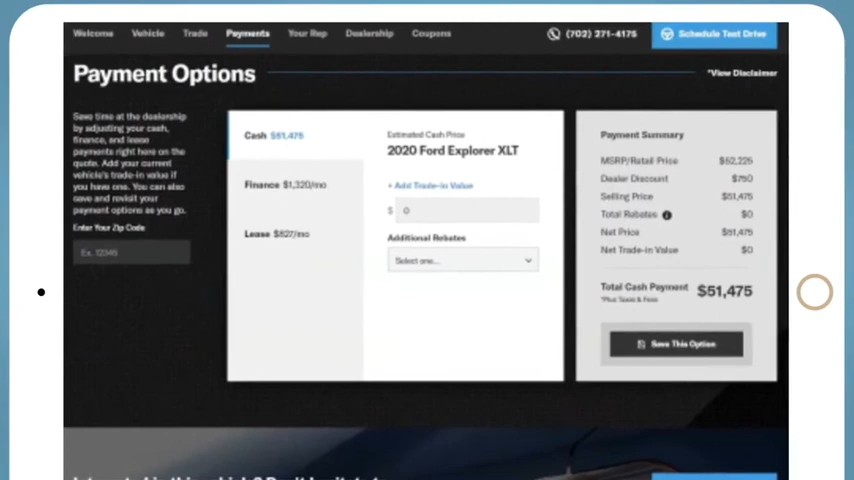 Welcome Vehicle Trade Payments Your Rep Dealership Coupons (702) 271-4175 Schedule Test Drive
Payment Options
*View Disclaimer
Save time at the dealership
by adjusting your cash,
finance, and lease
payments right here on the
quote. Add your current
vehicle's trade-in value if
you have one. You can also
save and revisit your
payment options as you go.
Enter Your Zip Code
Ex. 12345
Cash $51,475
Finance $1,320/mo
Lease $827/mo
Estimated Cash Price
2020 Ford Explorer XLT
+ Add Trade-in Value
$ 0
Additional Rebates
Select one...
Payment Summary
MSRP/Retail Price $52,225
Dealer Discount $750
Selling Price $51,475
Total Rebates $0
Net Price $51,475
Net Trade-in Value $0
Total Cash Payment $51,475
*Plus Taxes & Fees
Save This Option